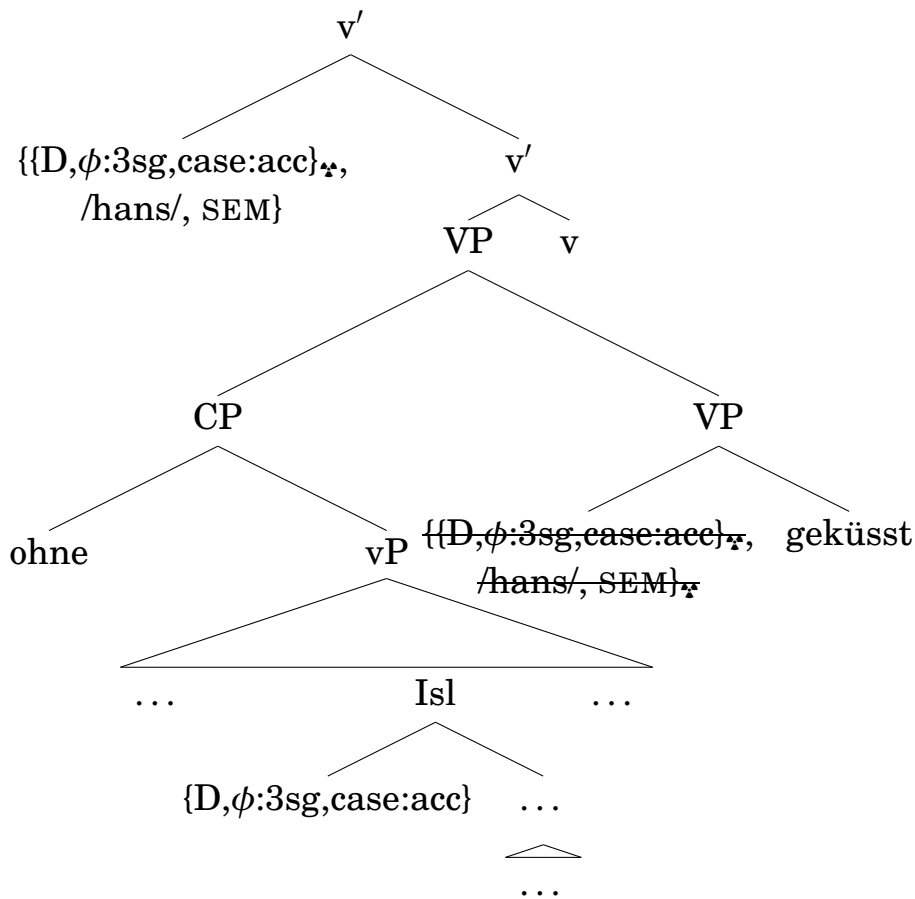 v′
{{D,ϕ:3sg,case:acc}☢,
/hans/, SEM}
v′
VP v
CP VP
ohne vP {{D,ϕ:3sg,case:acc}☢,
/hans/, SEM}☢ geküsst
... Isl ...
{D,ϕ:3sg,case:acc} ...
...